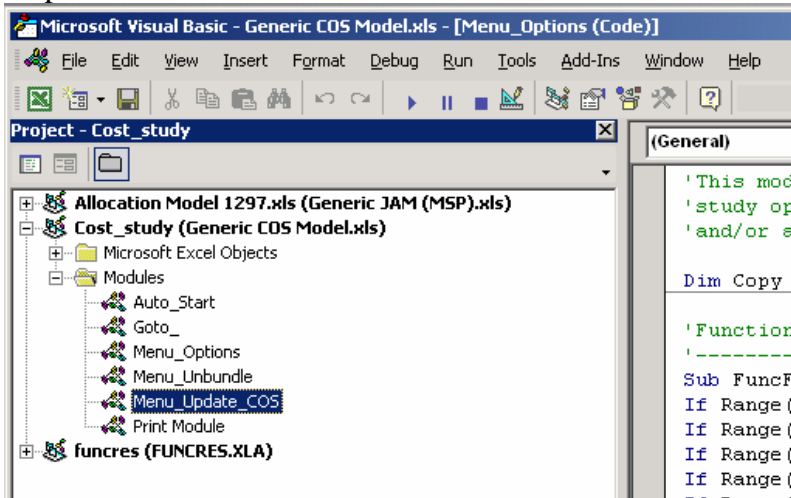 Microsoft Visual Basic - Generic COS Model.xls - [Menu_Options (Code)]
File Edit View Insert Format Debug Run Tools Add-Ins Window Help
Project - Cost_study
(General)
Allocation Model 1297.xls (Generic JAM (MSP).xls)
Cost_study (Generic COS Model.xls)
Microsoft Excel Objects
Modules
Auto_Start
Goto_
Menu_Options
Menu_Unbundle
Menu_Update_COS
Print Module
funcres (FUNCRES.XLA)
'This mod
'study op
'and/or a
Dim Copy
'Function
'--------
Sub FuncF
If Range(
If Range(
If Range(
If Range(